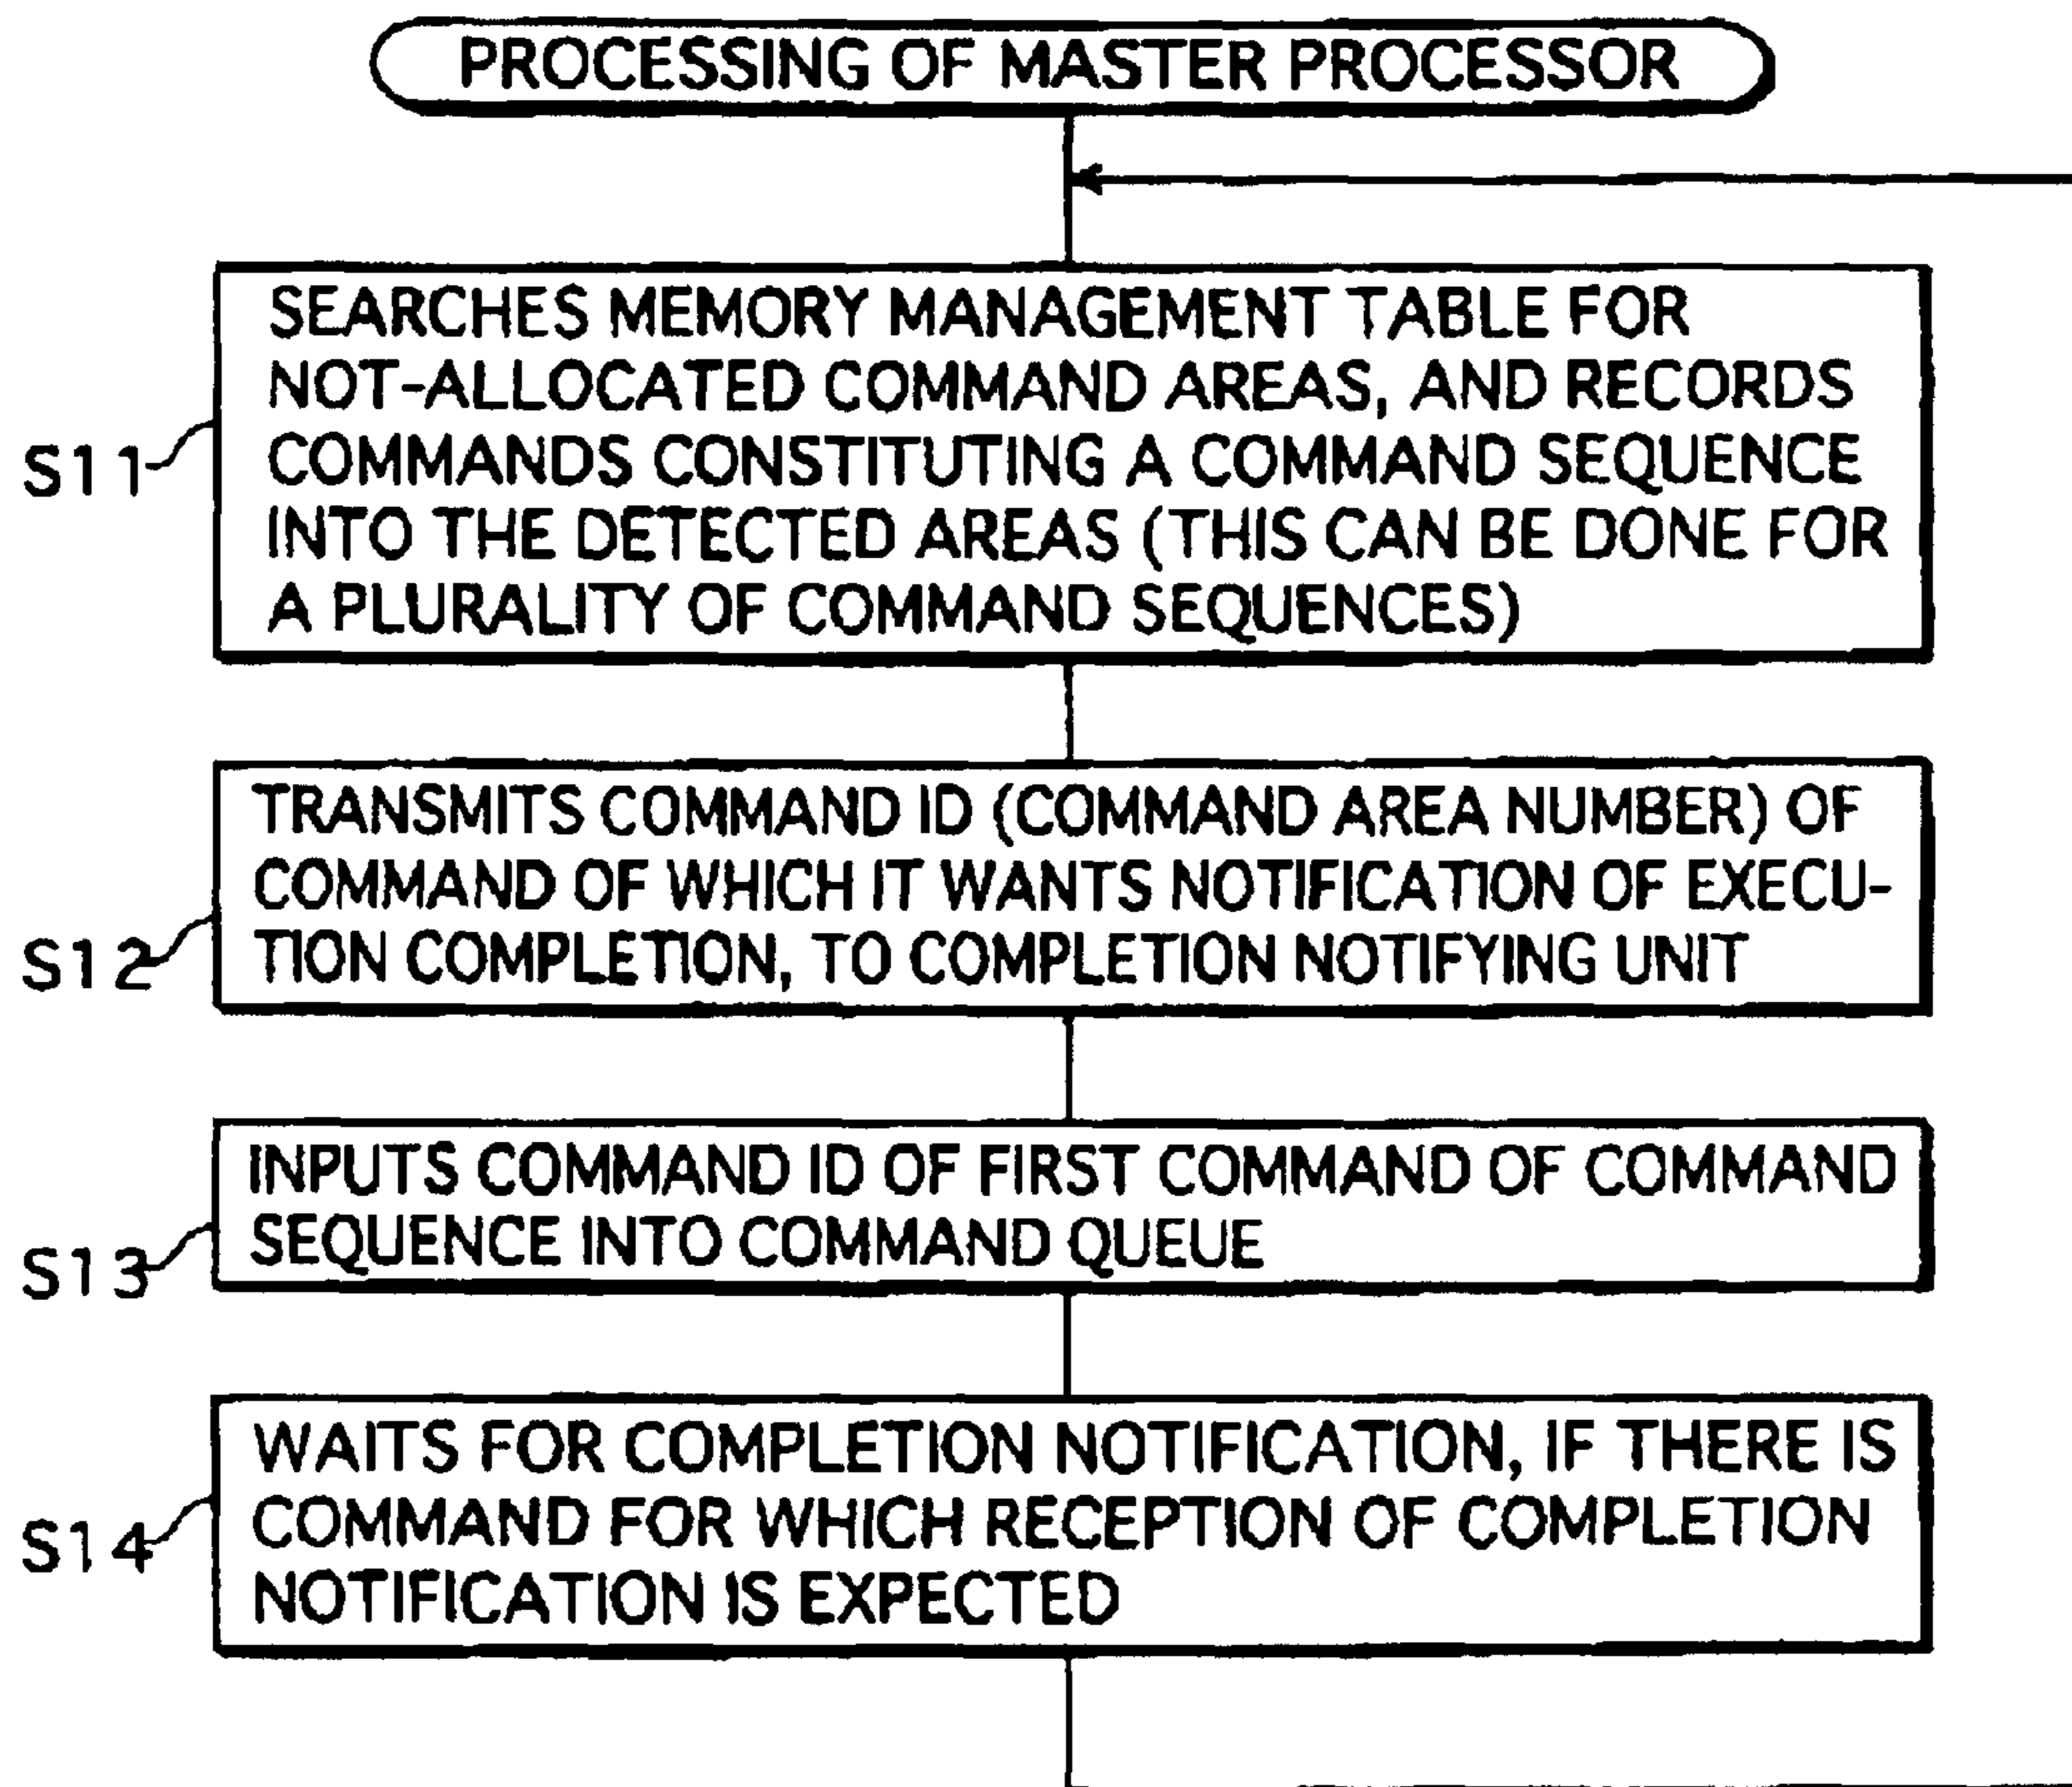 PROCESSING OF MASTER PROCESSOR
SEARCHES MEMORY MANAGEMENT TABLE FOR
NOT-ALLOCATED COMMAND AREAS, AND RECORDS
COMMANDS CONSTITUTING A COMMAND SEQUENCE
INTO THE DETECTED AREAS (THIS CAN BE DONE FOR
A PLURALITY OF COMMAND SEQUENCES)
S11
TRANSMITS COMMAND ID (COMMAND AREA NUMBER) OF
COMMAND OF WHICH IT WANTS NOTIFICATION OF EXECU-
TION COMPLETION, TO COMPLETION NOTIFYING UNIT
S12
INPUTS COMMAND ID OF FIRST COMMAND OF COMMAND
SEQUENCE INTO COMMAND QUEUE
S13
WAITS FOR COMPLETION NOTIFICATION, IF THERE IS
COMMAND FOR WHICH RECEPTION OF COMPLETION
NOTIFICATION IS EXPECTED
S14